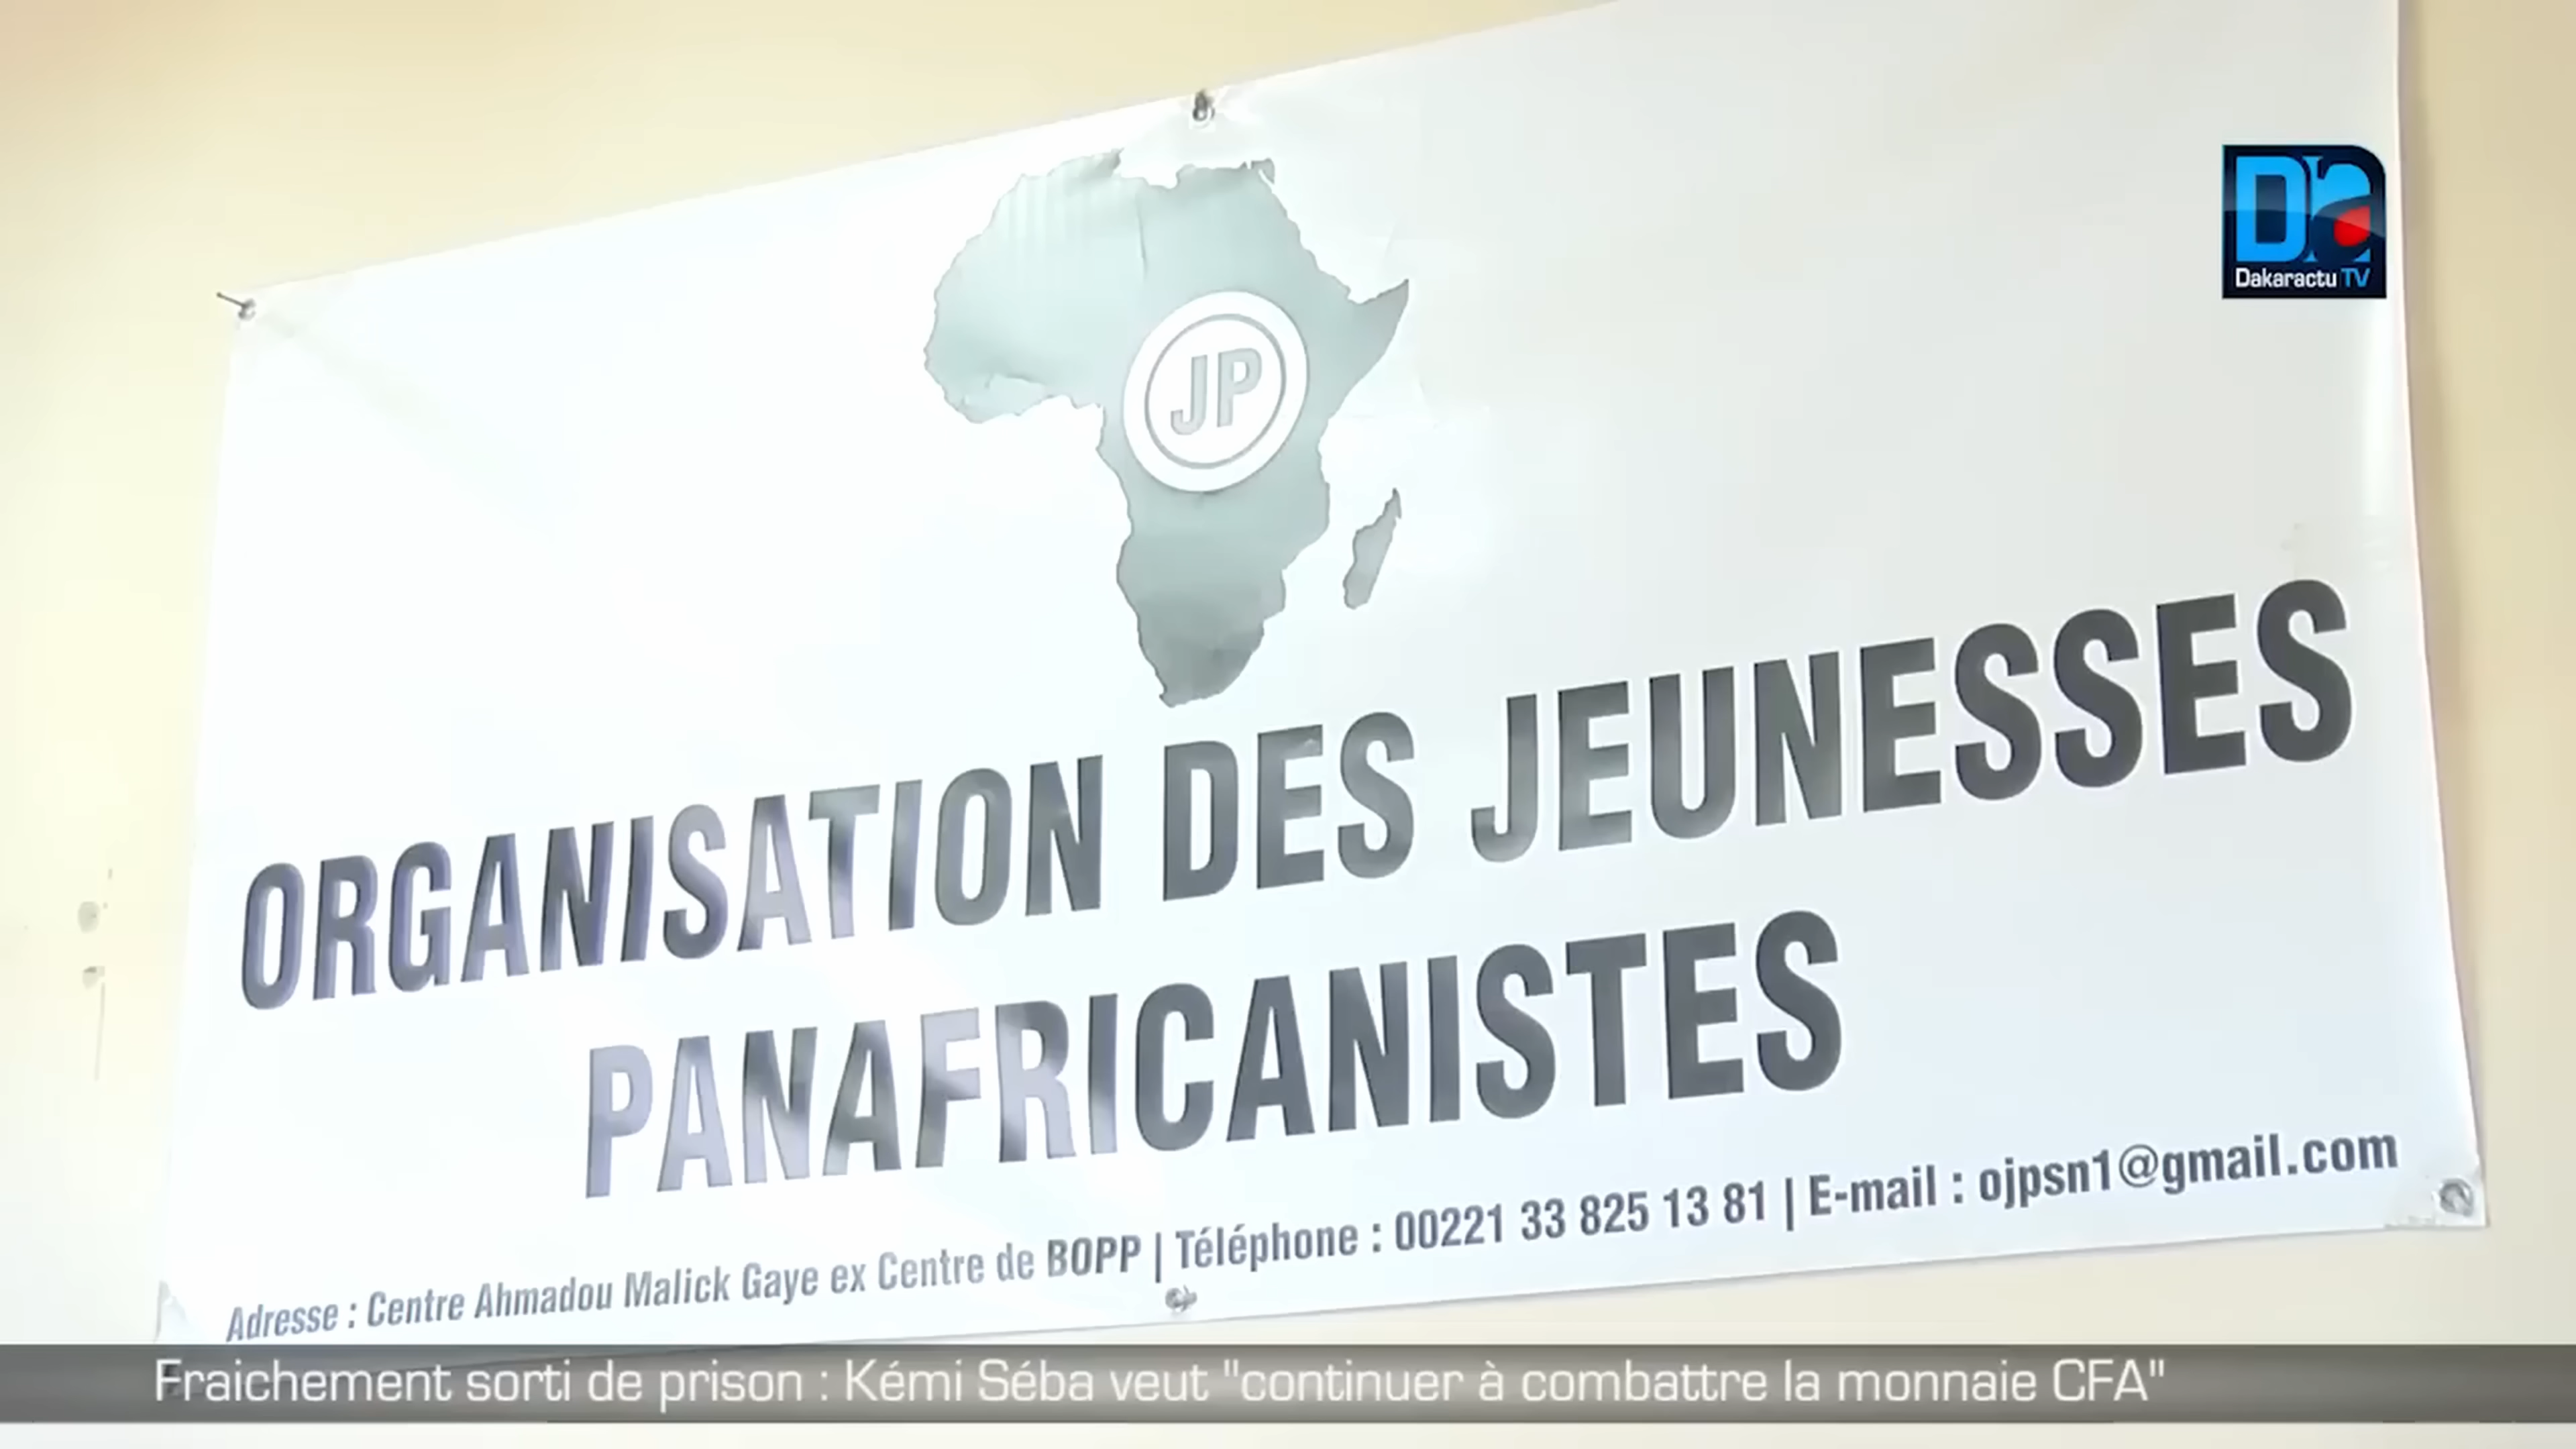 JP
Da
Dakaractu TV
ORGANISATION DES JEUNESSES
PANAFRICANISTES
Adresse : Centre Ahmadou Malick Gaye ex Centre de BOPP | Téléphone : 00221 33 825 13 81 | E-mail : ojpsn1@gmail.com
Fraichement sorti de prison : Kémi Séba veut "continuer à combattre la monnaie CFA"